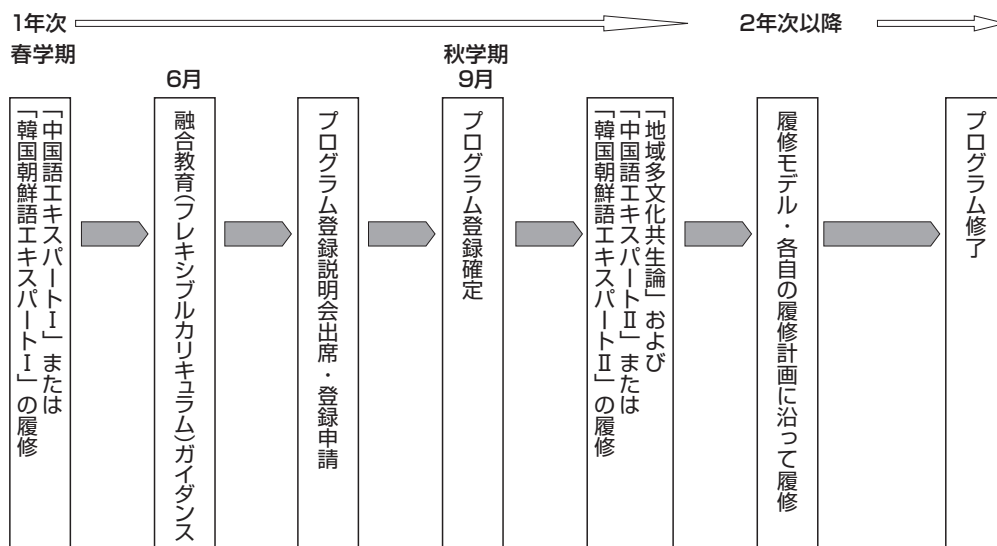 1年次
2年次以降
春学期
秋学期
6月
9月
「中国語エキスパートⅠ」または
「韓国朝鮮語エキスパートⅠ」の履修
融合教育(フレキシブルカリキュラム)ガイダンス
プログラム登録説明会出席・登録申請
プログラム登録確定
「地域多文化共生論」および
「中国語エキスパートⅡ」または
「韓国朝鮮語エキスパートⅡ」の履修
履修モデル・各自の履修計画に沿って履修
プログラム修了